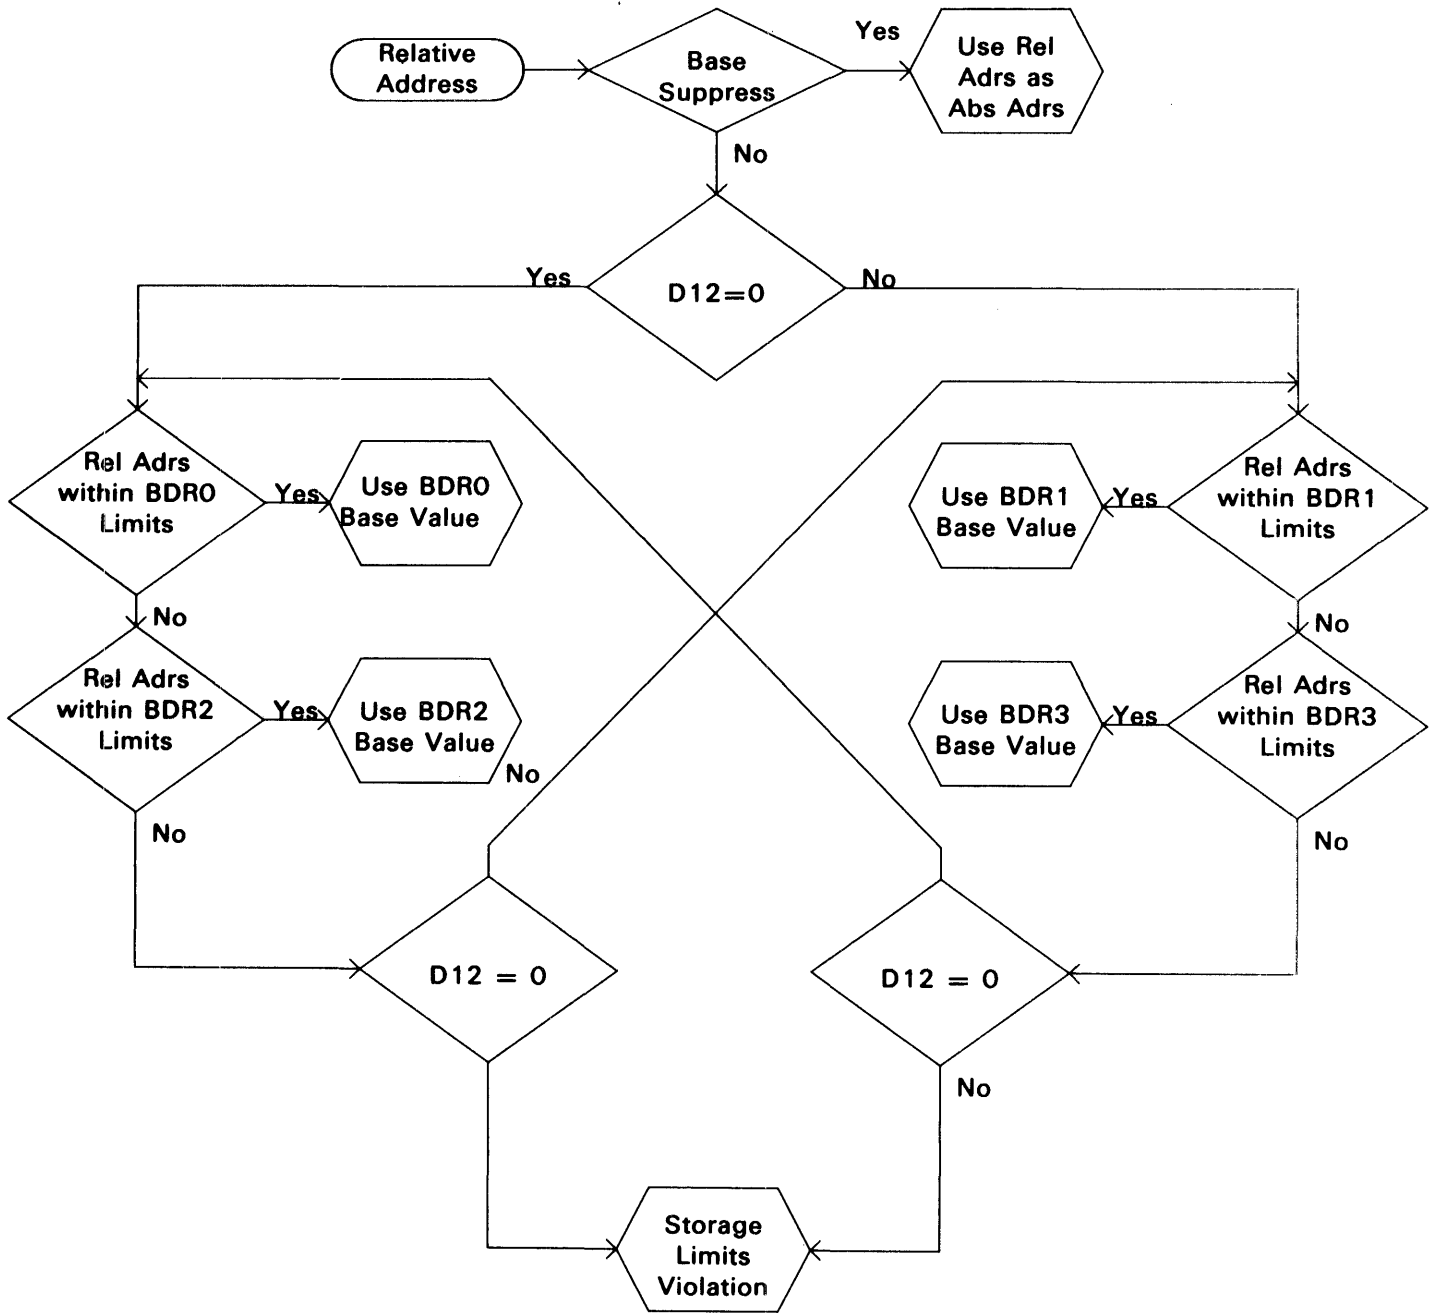 Relative
Address
Base
Suppress
Yes
Use Rel
Adrs as
Abs Adrs
No
Yes
D12=0
No
Rel Adrs
within BDR0
Limits
Yes
Use BDR0
Base Value
Use BDR1
Base Value
Yes
Rel Adrs
within BDR1
Limits
No
No
Rel Adrs
within BDR2
Limits
Yes
Use BDR2
Base Value
Use BDR3
Base Value
Yes
Rel Adrs
within BDR3
Limits
No
No
No
D12 = 0
D12 = 0
No
Storage
Limits
Violation